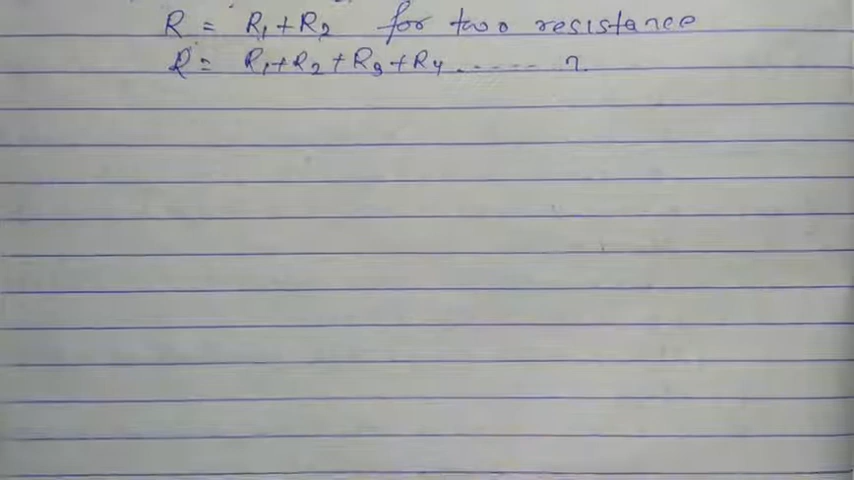 R = R₁+R₂ for two resistance
R = R₁+R₂+R₃+R₄ ------- n.